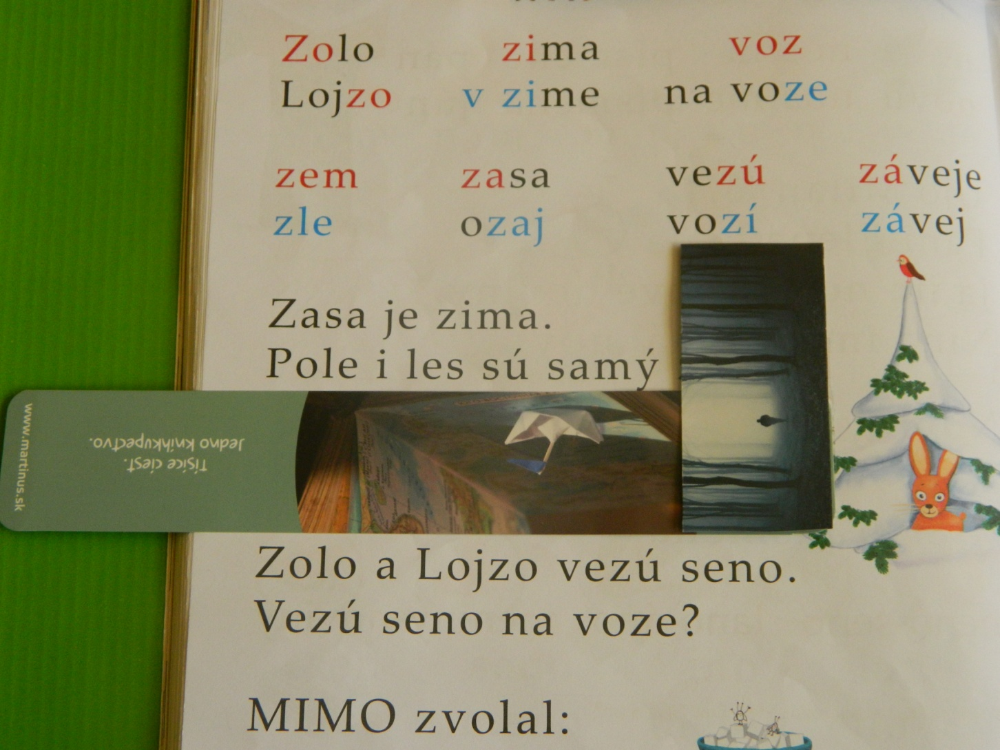 Zolo zima voz
Lojzo v zime na voze
zem zasa vezú záveje
zle ozaj vozí závej
Zasa je zima.
Pole i les sú samý
www.martinus.sk
Tisíce ciest.
Jedno kníhkupectvo.
Zolo a Lojzo vezú seno.
Vezú seno na voze?
MIMO zvolal: